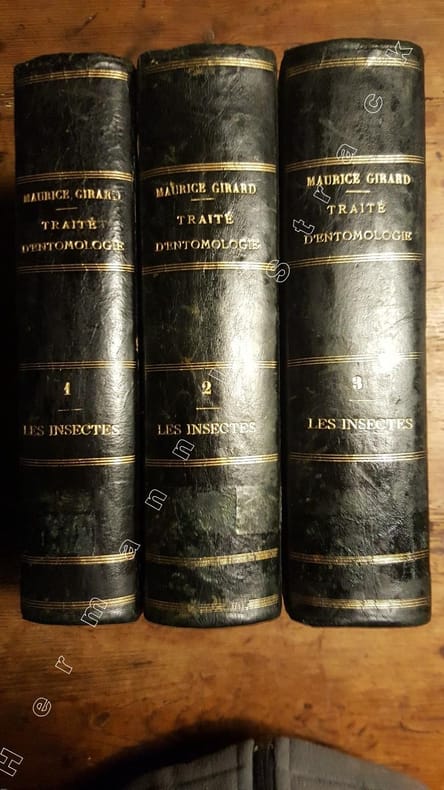 MAURICE GIRARD
TRAITÉ
D'ENTOMOLOGIE
1
LES INSECTES
MAURICE GIRARD
TRAITÉ
D'ENTOMOLOGIE
2
LES INSECTES
MAURICE GIRARD
TRAITÉ
D'ENTOMOLOGIE
3
LES INSECTES
Hermann Strack